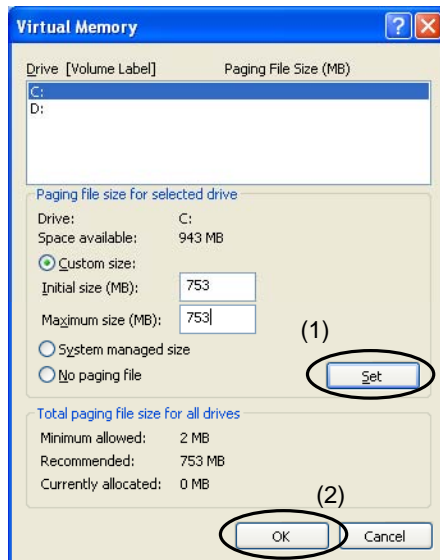 Virtual Memory
Drive [Volume Label] Paging File Size (MB)
C:
D:
Paging file size for selected drive
Drive: C:
Space available: 943 MB
Custom size:
Initial size (MB): 753
Maximum size (MB): 753
(1)
System managed size
No paging file
Set
Total paging file size for all drives
Minimum allowed: 2 MB
Recommended: 753 MB
Currently allocated: 0 MB
(2)
OK Cancel